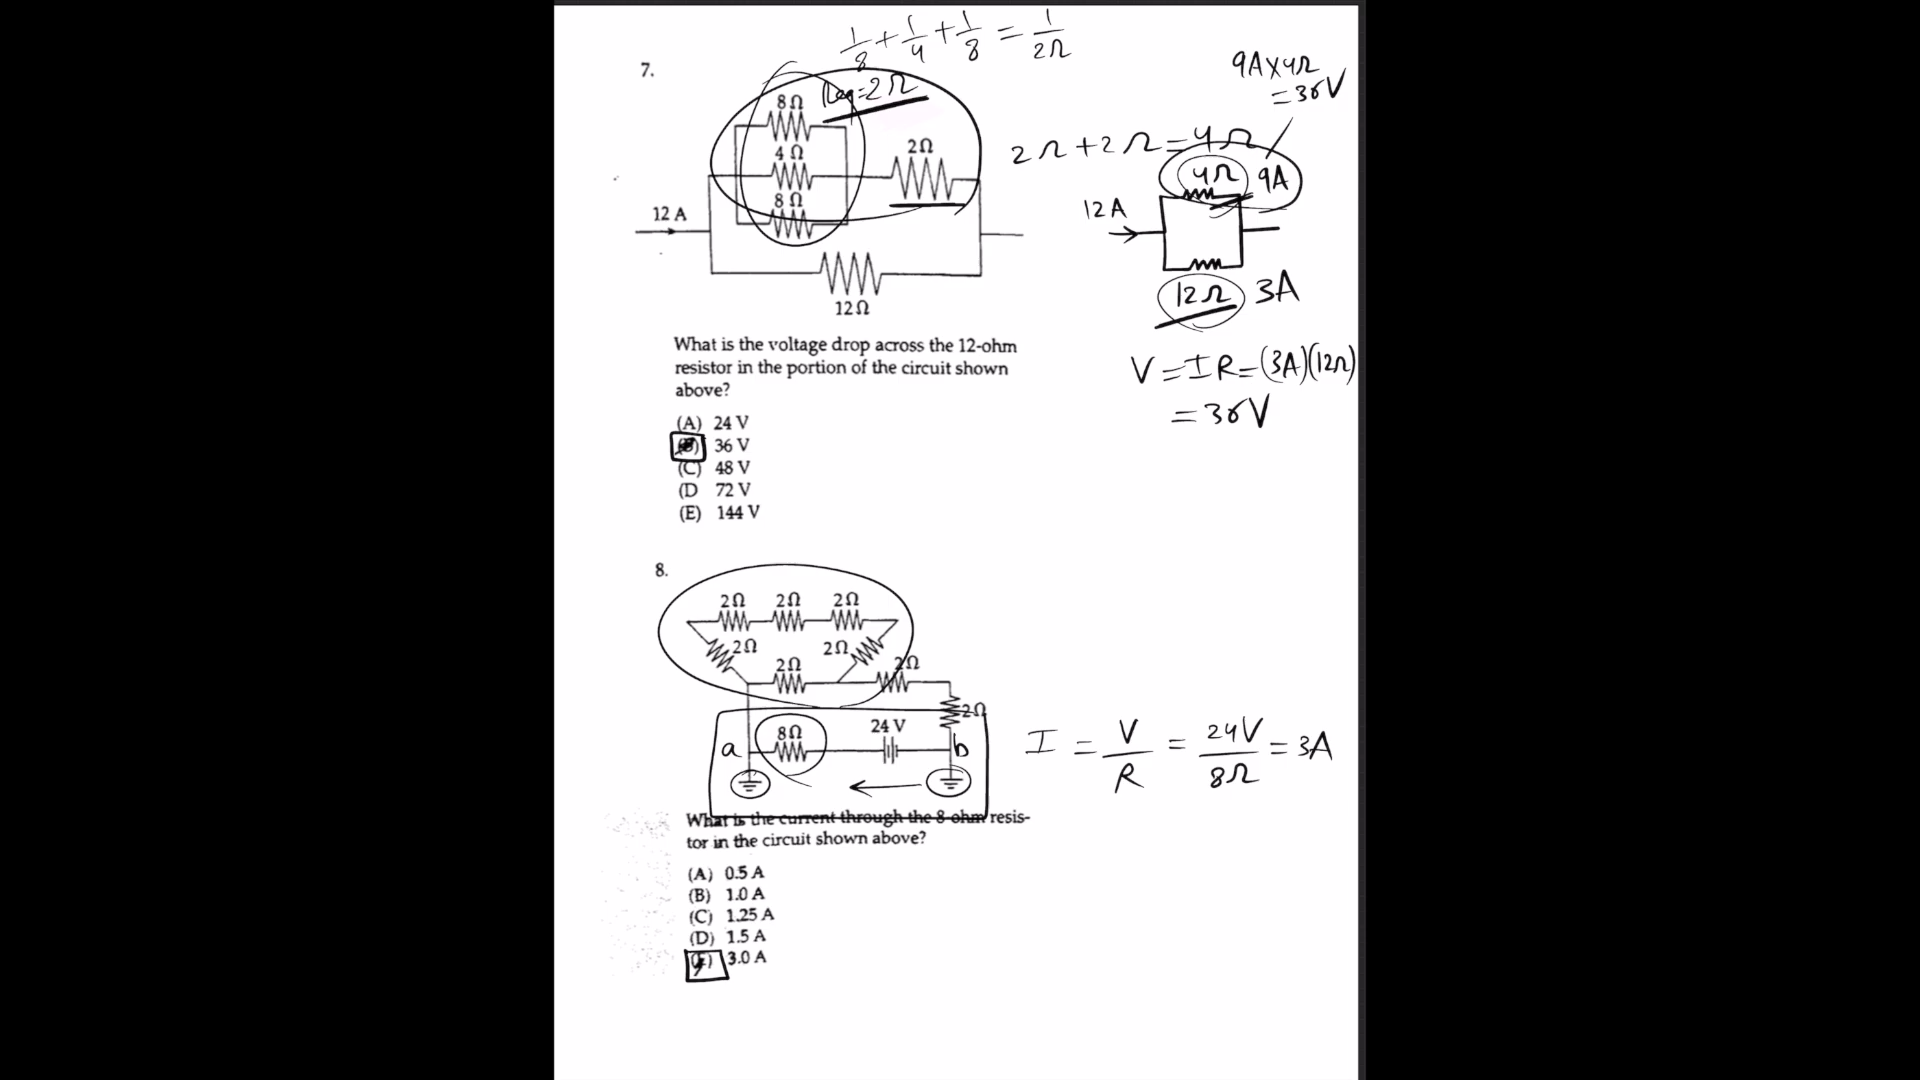 1/8 + 1/4 + 1/8 = 1/2Ω
7.
9A×4Ω
=36V
8Ω
Req=2Ω
4Ω
2Ω
2Ω+2Ω=4Ω
4Ω 9A
8Ω
12 A
12A
12Ω
12Ω 3A
What is the voltage drop across the 12-ohm
resistor in the portion of the circuit shown
above?
V=IR=(3A)(12Ω)
=36V
(A) 24 V
36 V
(C) 48 V
(D 72 V
(E) 144 V
8.
2Ω 2Ω 2Ω
2Ω 2Ω
2Ω 2Ω
2Ω
8Ω 24 V
a b
I = V/R = 24V/8Ω = 3A
What is the current through the 8-ohm resis-
tor in the circuit shown above?
(A) 0.5 A
(B) 1.0 A
(C) 1.25 A
(D) 1.5 A
3.0 A